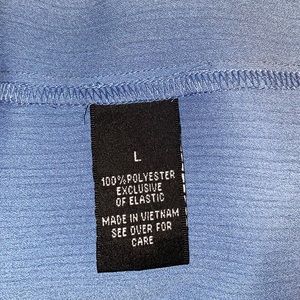 L
100%POLYESTER
EXCLUSIVE
OF ELASTIC
MADE IN VIETNAM
SEE OVER FOR
CARE